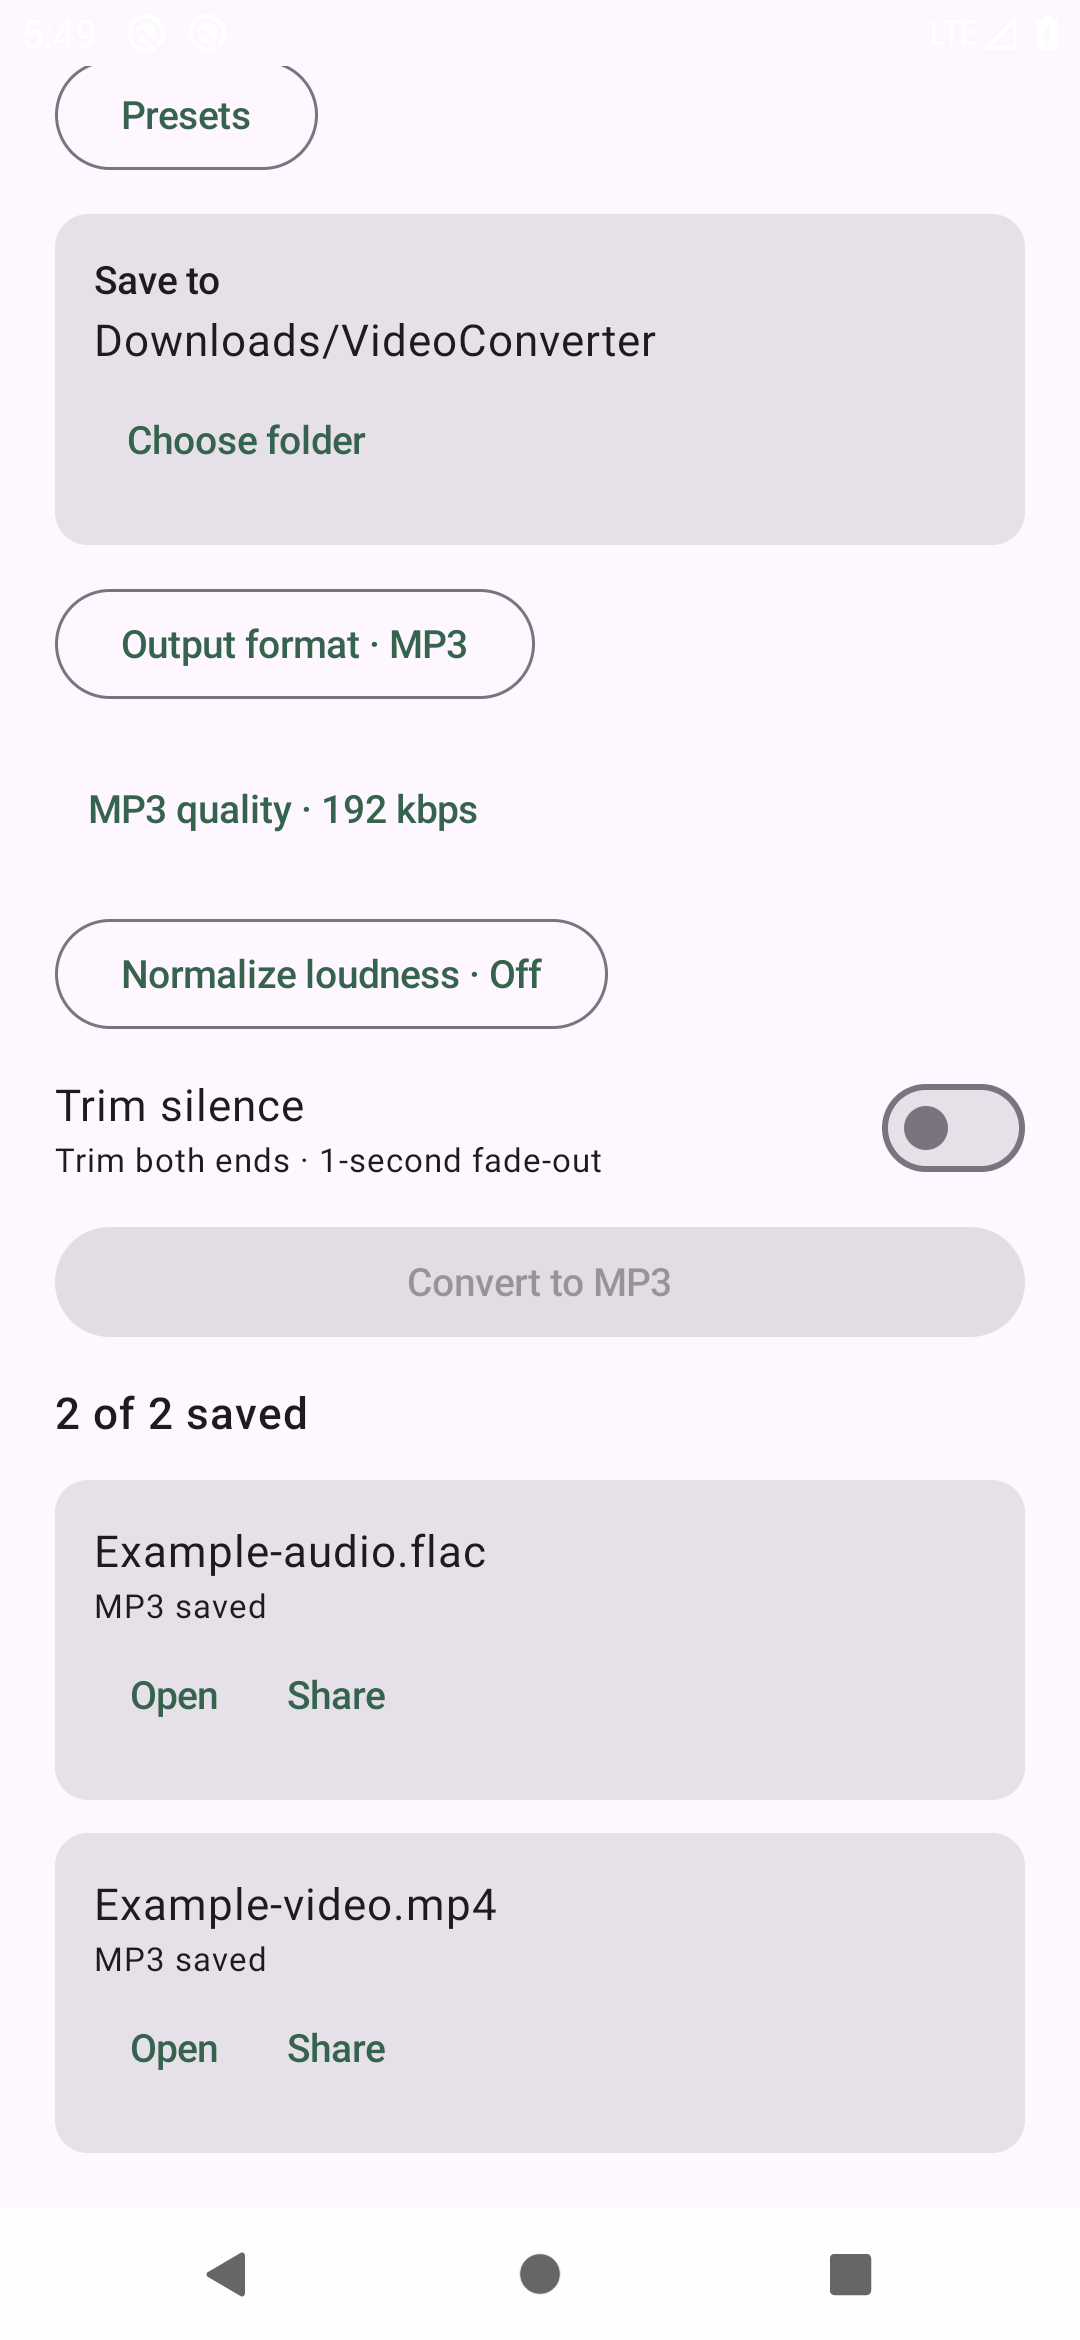 5:49 LTE
Presets
Save to
Downloads/VideoConverter
Choose folder
Output format · MP3
MP3 quality · 192 kbps
Normalize loudness · Off
Trim silence
Trim both ends · 1-second fade-out
Convert to MP3
2 of 2 saved
Example-audio.flac
MP3 saved
Open Share
Example-video.mp4
MP3 saved
Open Share